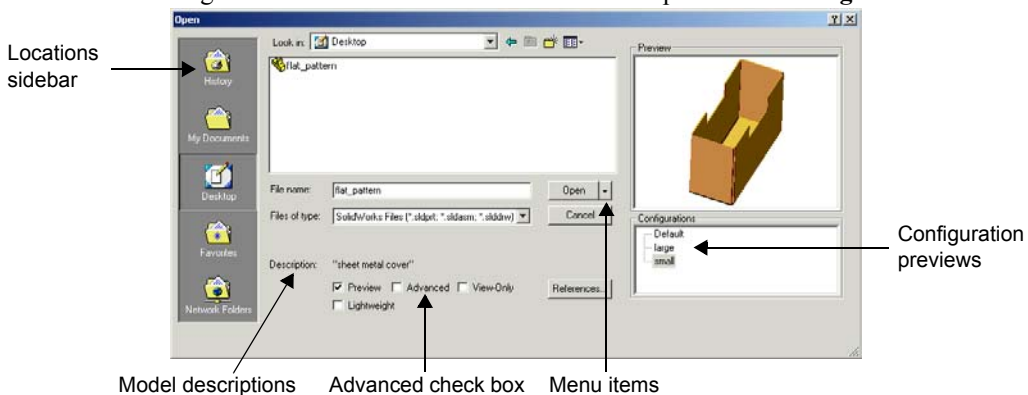 Open
Locations
sidebar
Look in: Desktop
Preview
flat_pattern
History
My Documents
Desktop
Favorites
Network Folders
File name: flat_pattern Open
Files of type: SolidWorks Files (*.sldprt; *.sldasm; *.slddrw) Cancel
Description: "sheet metal cover"
Preview Advanced View-Only References...
Lightweight
Configurations
Default
large
small
Configuration
previews
Model descriptions Advanced check box Menu items